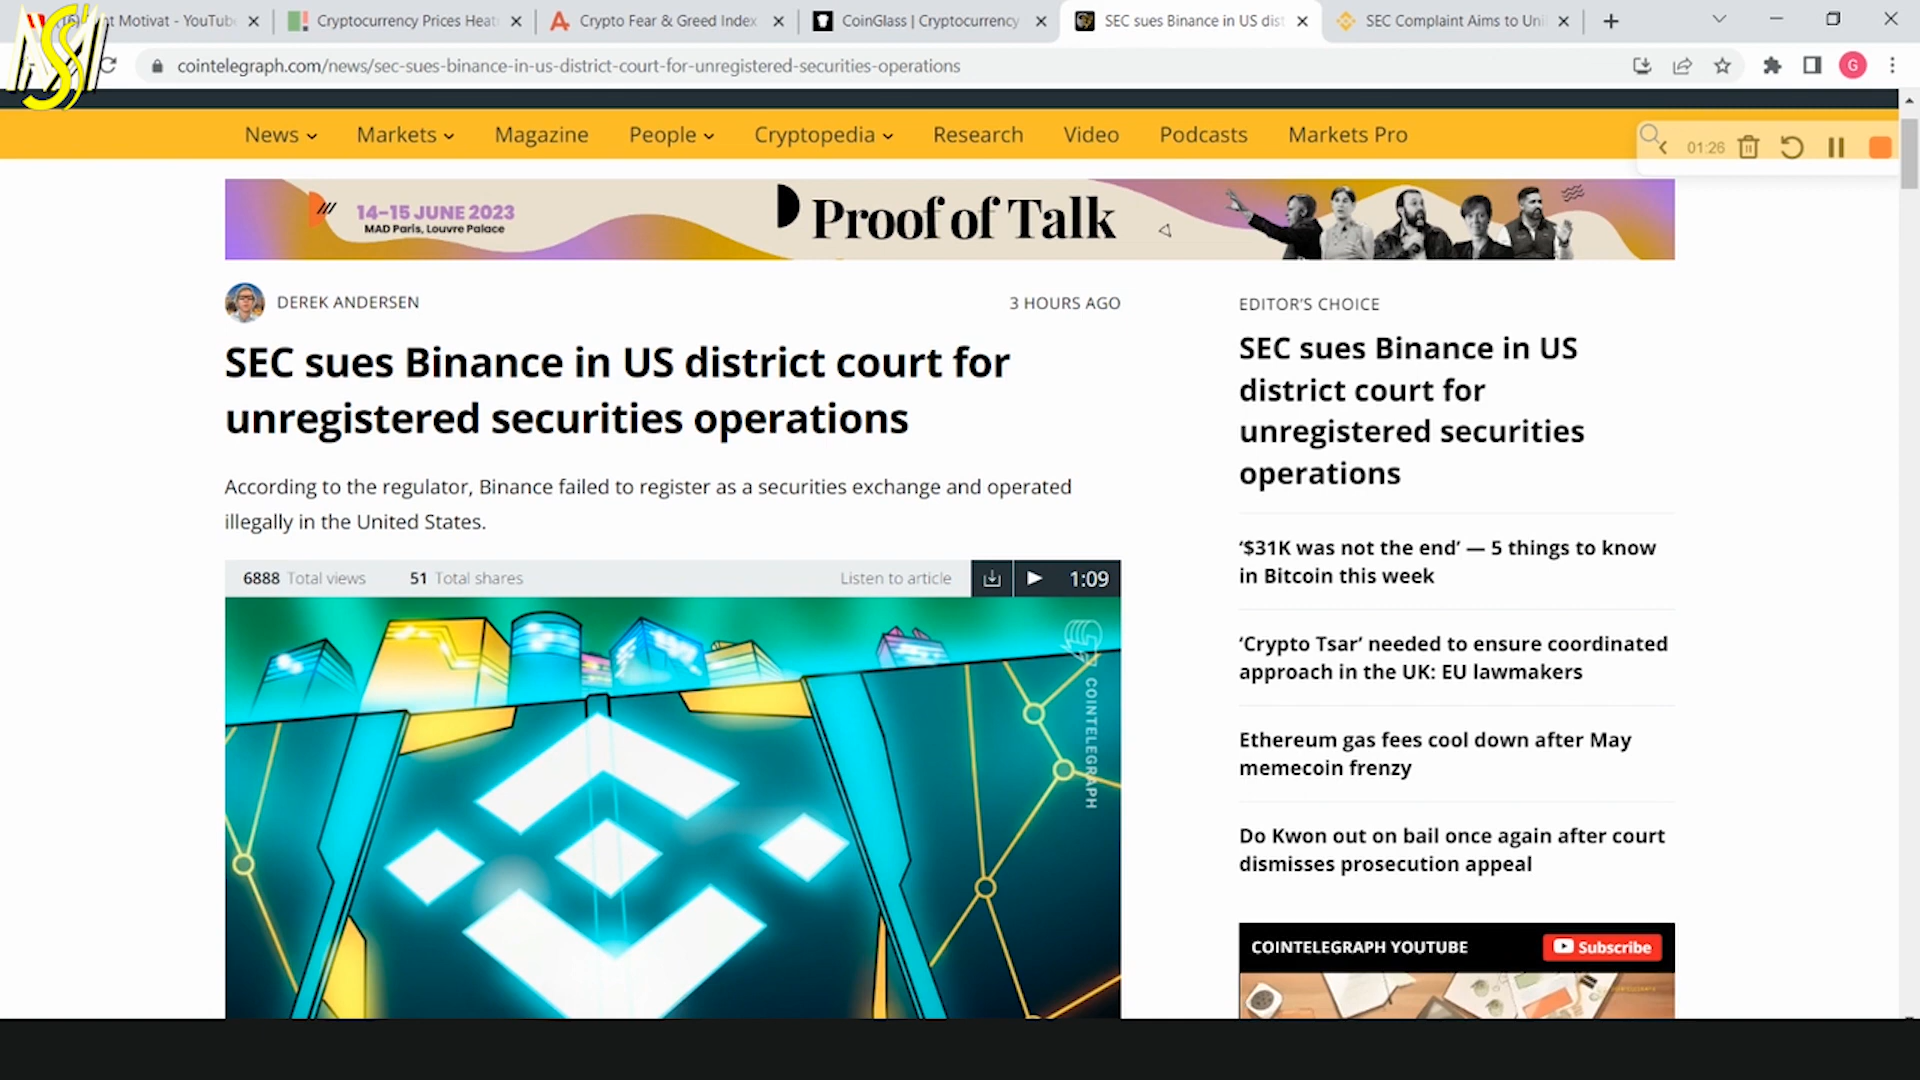 Motivat - YouTube
Cryptocurrency Prices Heat
Crypto Fear & Greed Index
CoinGlass | Cryptocurrency
SEC sues Binance in US dist
SEC Complaint Aims to Uni
cointelegraph.com/news/sec-sues-binance-in-us-district-court-for-unregistered-securities-operations
G
News
Markets
Magazine
People
Cryptopedia
Research
Video
Podcasts
Markets Pro
01:26
14–15 JUNE 2023
MAD Paris, Louvre Palace
Proof of Talk
DEREK ANDERSEN
3 HOURS AGO
SEC sues Binance in US district court for
unregistered securities operations
According to the regulator, Binance failed to register as a securities exchange and operated
illegally in the United States.
6888 Total views
51 Total shares
Listen to article
1:09
COINTELEGRAPH
EDITOR’S CHOICE
SEC sues Binance in US
district court for
unregistered securities
operations
‘$31K was not the end’ — 5 things to know
in Bitcoin this week
‘Crypto Tsar’ needed to ensure coordinated
approach in the UK: EU lawmakers
Ethereum gas fees cool down after May
memecoin frenzy
Do Kwon out on bail once again after court
dismisses prosecution appeal
COINTELEGRAPH YOUTUBE
Subscribe